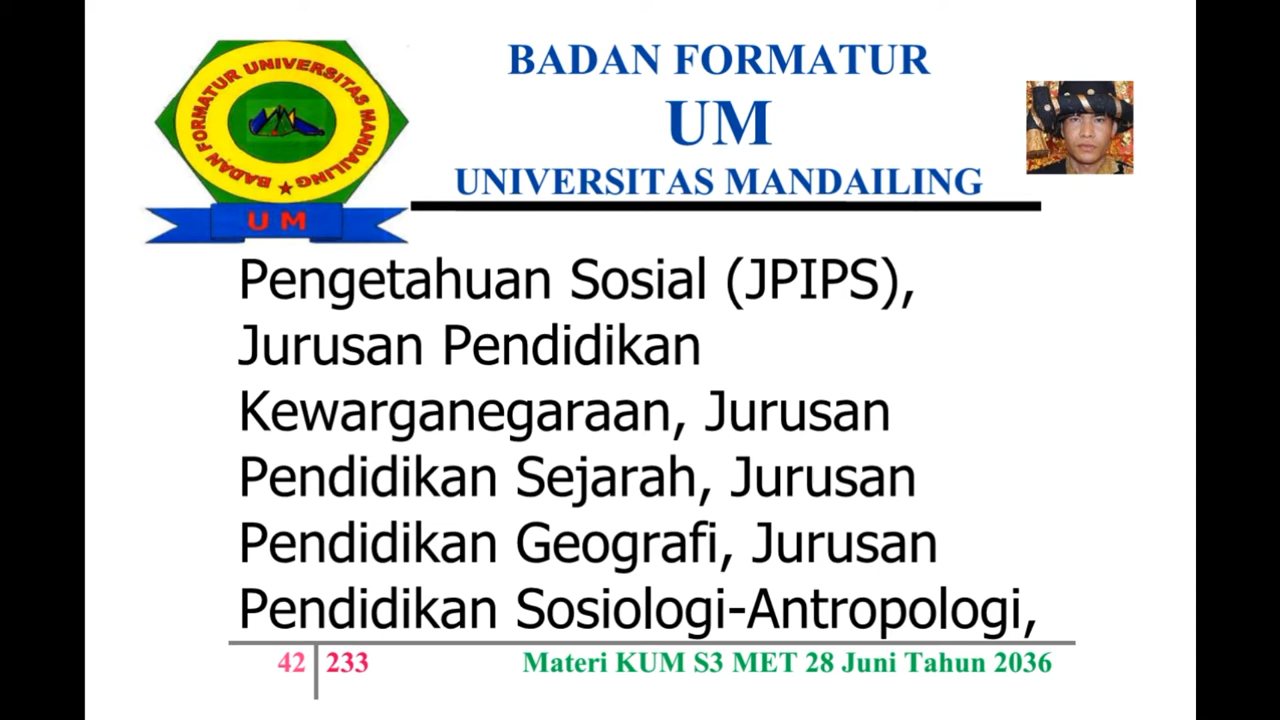 BADAN FORMATUR UNIVERSITAS MANDAILING
U M
BADAN FORMATUR
UM
UNIVERSITAS MANDAILING
Pengetahuan Sosial (JPIPS),
Jurusan Pendidikan
Kewarganegaraan, Jurusan
Pendidikan Sejarah, Jurusan
Pendidikan Geografi, Jurusan
Pendidikan Sosiologi-Antropologi,
42 233 Materi KUM S3 MET 28 Juni Tahun 2036